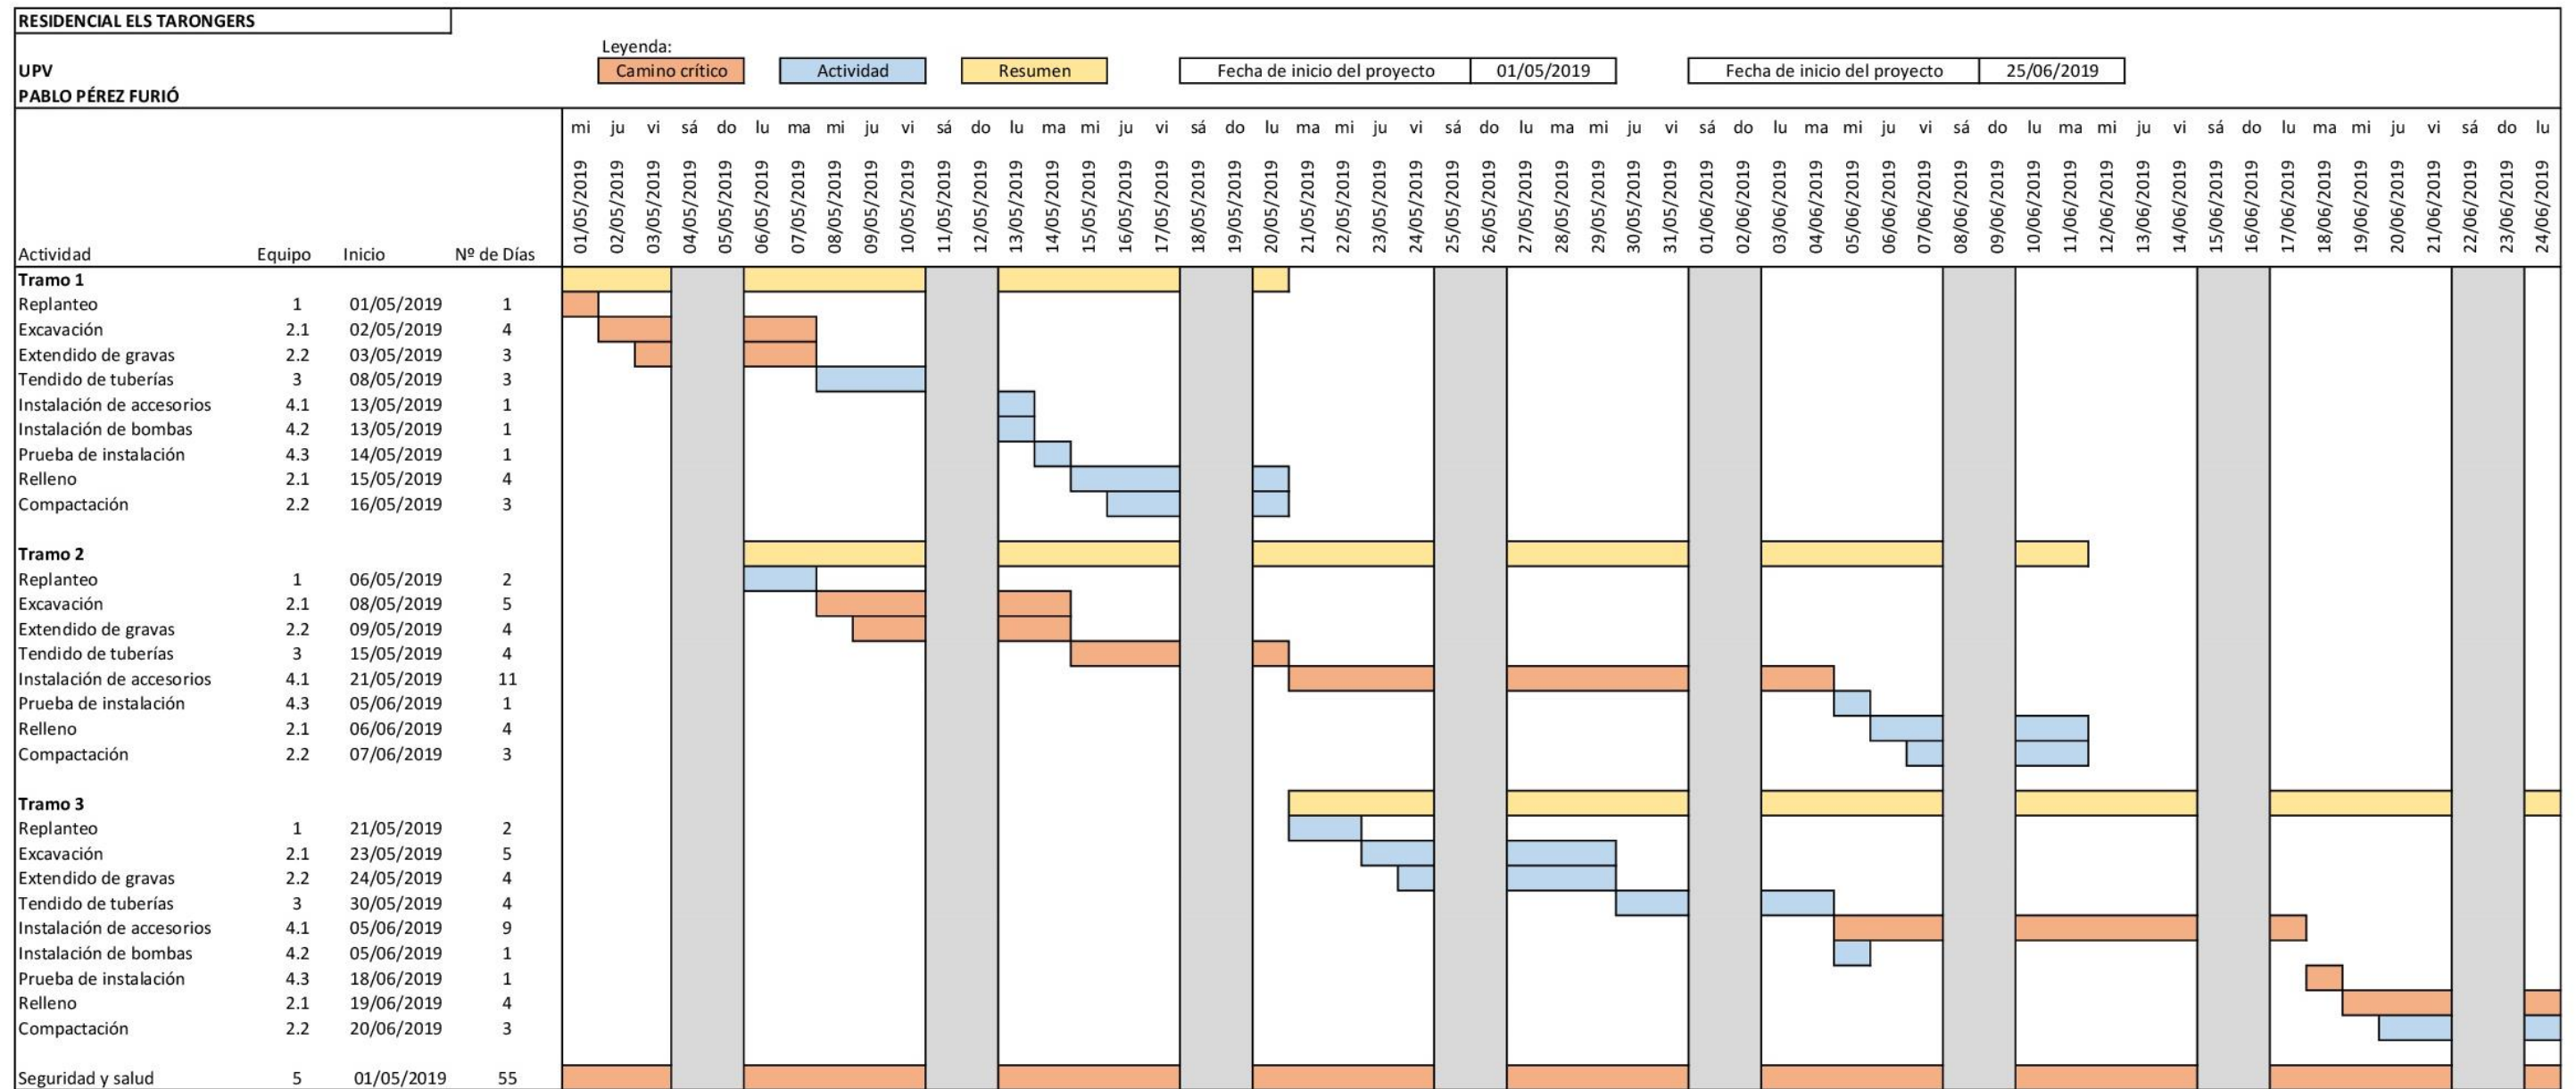 RESIDENCIAL ELS TARONGERS
Leyenda:
UPV Camino crítico Actividad Resumen Fecha de inicio del proyecto 01/05/2019 Fecha de inicio del proyecto 25/06/2019
PABLO PÉREZ FURIÓ
mi ju vi sá do lu ma mi ju vi sá do lu ma mi ju vi sá do lu ma mi ju vi sá do lu ma mi ju vi sá do lu ma mi ju vi sá do lu ma mi ju vi sá do lu ma mi ju vi sá do lu
01/05/2019 02/05/2019 03/05/2019 04/05/2019 05/05/2019 06/05/2019 07/05/2019 08/05/2019 09/05/2019 10/05/2019 11/05/2019 12/05/2019 13/05/2019 14/05/2019 15/05/2019 16/05/2019 17/05/2019 18/05/2019 19/05/2019 20/05/2019 21/05/2019 22/05/2019 23/05/2019 24/05/2019 25/05/2019 26/05/2019 27/05/2019 28/05/2019 29/05/2019 30/05/2019 31/05/2019 01/06/2019 02/06/2019 03/06/2019 04/06/2019 05/06/2019 06/06/2019 07/06/2019 08/06/2019 09/06/2019 10/06/2019 11/06/2019 12/06/2019 13/06/2019 14/06/2019 15/06/2019 16/06/2019 17/06/2019 18/06/2019 19/06/2019 20/06/2019 21/06/2019 22/06/2019 23/06/2019 24/06/2019
Actividad Equipo Inicio Nº de Días
Tramo 1
Replanteo 1 01/05/2019 1
Excavación 2.1 02/05/2019 4
Extendido de gravas 2.2 03/05/2019 3
Tendido de tuberías 3 08/05/2019 3
Instalación de accesorios 4.1 13/05/2019 1
Instalación de bombas 4.2 13/05/2019 1
Prueba de instalación 4.3 14/05/2019 1
Relleno 2.1 15/05/2019 4
Compactación 2.2 16/05/2019 3
Tramo 2
Replanteo 1 06/05/2019 2
Excavación 2.1 08/05/2019 5
Extendido de gravas 2.2 09/05/2019 4
Tendido de tuberías 3 15/05/2019 4
Instalación de accesorios 4.1 21/05/2019 11
Prueba de instalación 4.3 05/06/2019 1
Relleno 2.1 06/06/2019 4
Compactación 2.2 07/06/2019 3
Tramo 3
Replanteo 1 21/05/2019 2
Excavación 2.1 23/05/2019 5
Extendido de gravas 2.2 24/05/2019 4
Tendido de tuberías 3 30/05/2019 4
Instalación de accesorios 4.1 05/06/2019 9
Instalación de bombas 4.2 05/06/2019 1
Prueba de instalación 4.3 18/06/2019 1
Relleno 2.1 19/06/2019 4
Compactación 2.2 20/06/2019 3
Seguridad y salud 5 01/05/2019 55